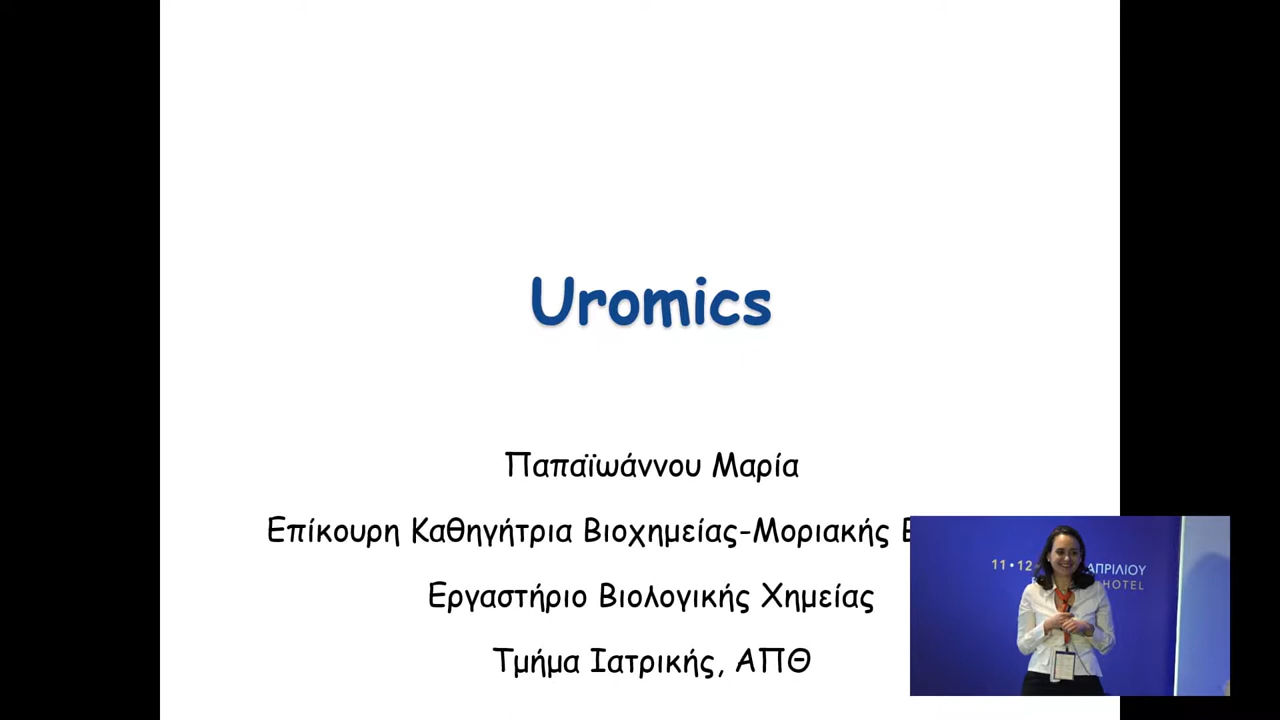 Uromics
Παπαϊωάννου Μαρία
Επίκουρη Καθηγήτρια Βιοχημείας-Μοριακής
Εργαστήριο Βιολογικής Χημείας
Τμήμα Ιατρικής, ΑΠΘ
11 • 12 ΑΠΡΙΛΙΟΥ
HOTEL